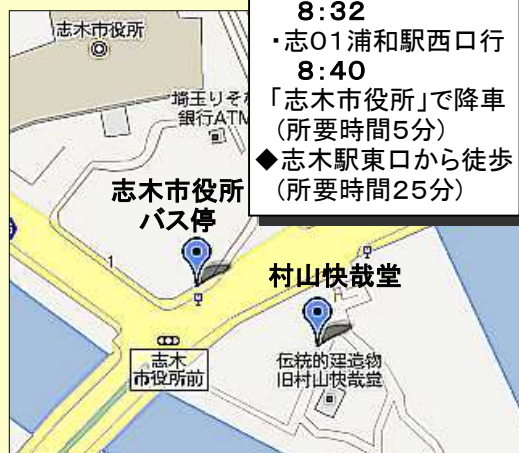 8:32
・志01浦和駅西口行
8:40
「志木市役所」で降車
(所要時間5分)
◆志木駅東口から徒歩
(所要時間25分)
志木市役所
埼玉りそな
銀行ATM
志木市役所
バス停
1
村山快哉堂
志木
市役所前
伝統的建造物
旧村山快哉堂